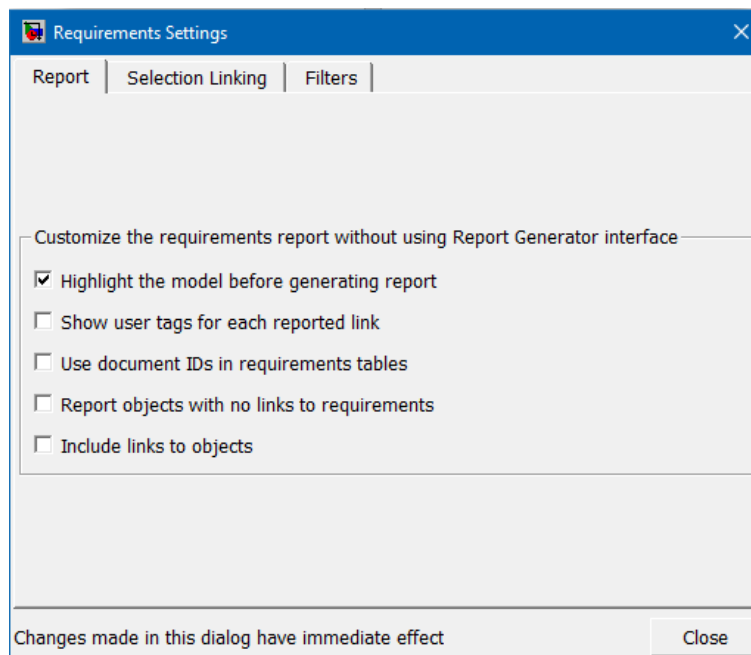 Requirements Settings
Report
Selection Linking
Filters
Customize the requirements report without using Report Generator interface
Highlight the model before generating report
Show user tags for each reported link
Use document IDs in requirements tables
Report objects with no links to requirements
Include links to objects
Changes made in this dialog have immediate effect
Close